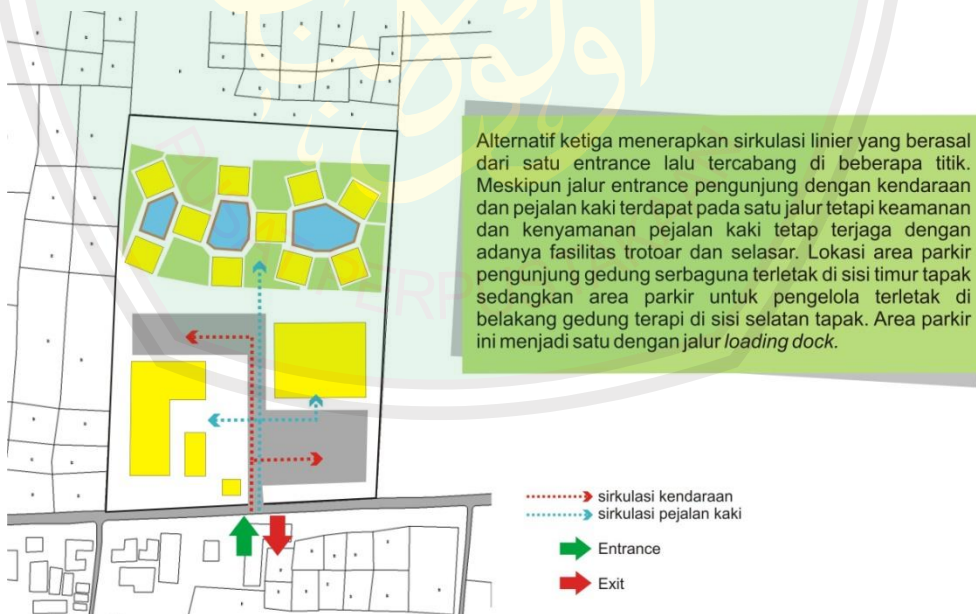 Alternatif ketiga menerapkan sirkulasi linier yang berasal
dari satu entrance lalu tercabang di beberapa titik.
Meskipun jalur entrance pengunjung dengan kendaraan
dan pejalan kaki terdapat pada satu jalur tetapi keamanan
dan kenyamanan pejalan kaki tetap terjaga dengan
adanya fasilitas trotoar dan selasar. Lokasi area parkir
pengunjung gedung serbaguna terletak di sisi timur tapak
sedangkan area parkir untuk pengelola terletak di
belakang gedung terapi di sisi selatan tapak. Area parkir
ini menjadi satu dengan jalur loading dock.
sirkulasi kendaraan
sirkulasi pejalan kaki
Entrance
Exit